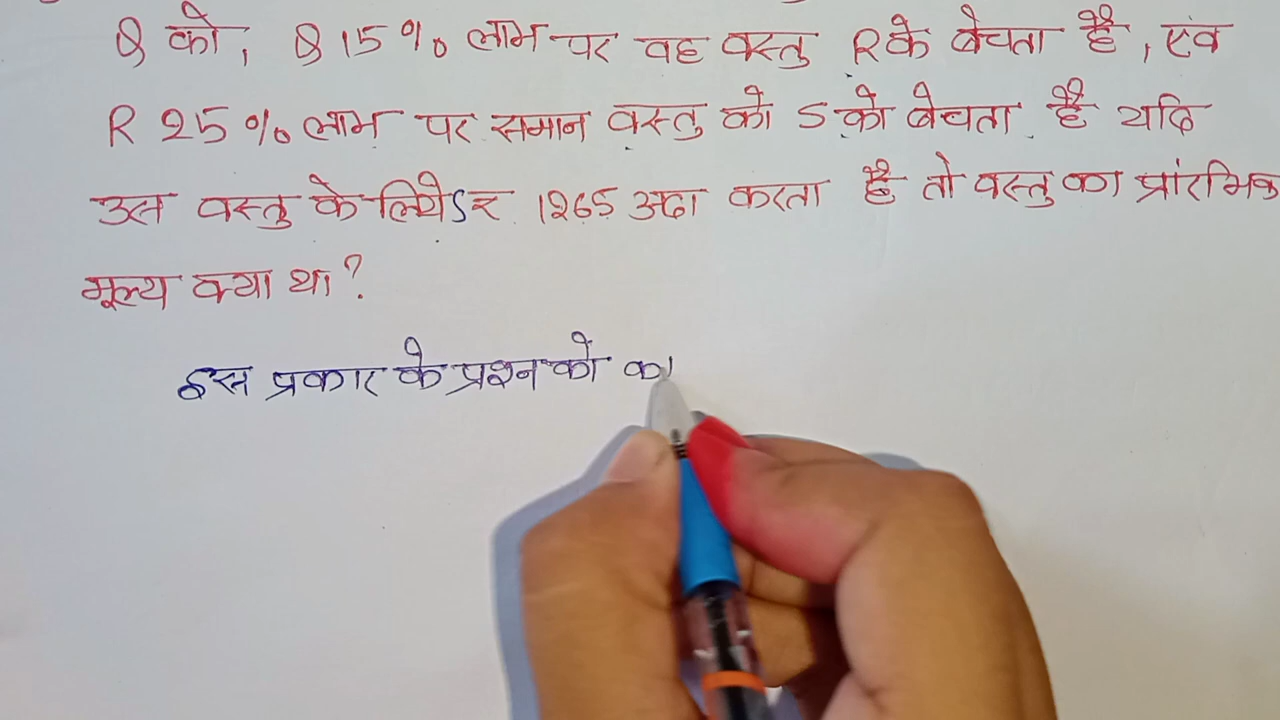 Q को, Q 15% लाभ पर वह वस्तु R के बेचता है, एंव
R 25% लाभ पर समान वस्तु को S को बेचता है यदि
उस वस्तु के लिये S रु 1265 अदा करता है तो वस्तु का प्रांरभिक
मूल्य क्या था?
इस प्रकार के प्रश्न को का